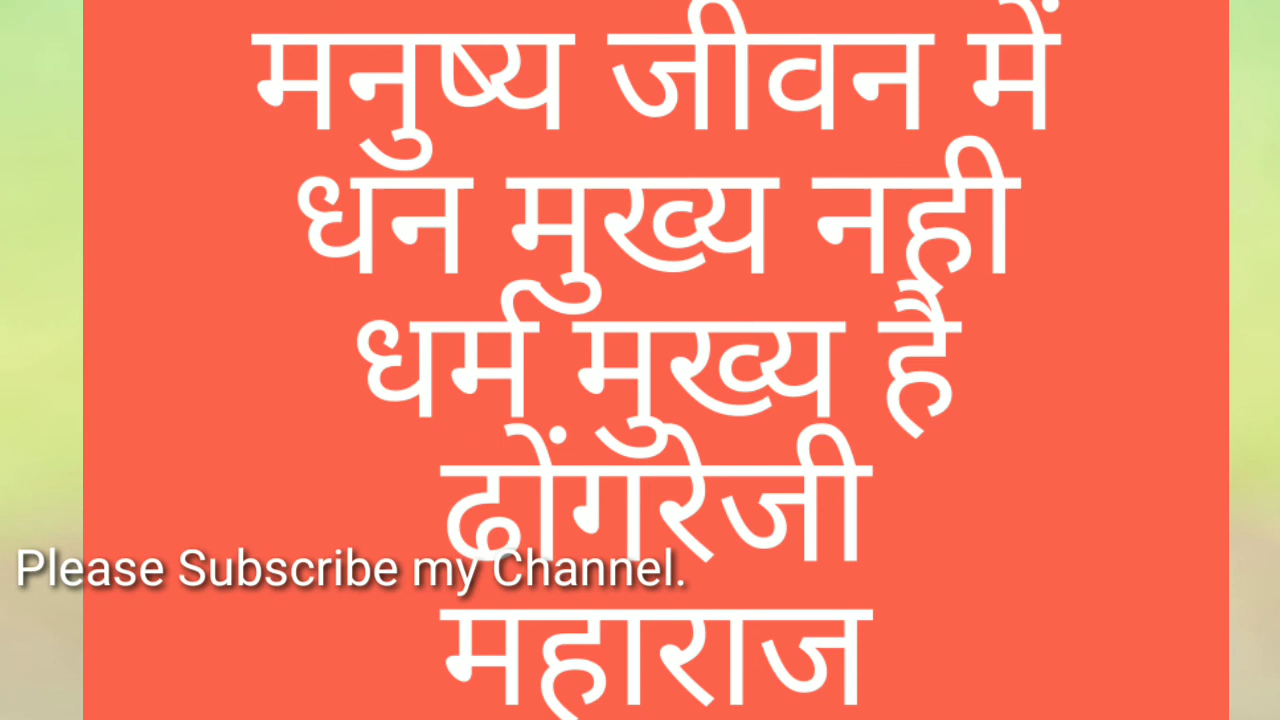 मनुष्य जीवन में
धन मुख्य नही
धर्म मुख्य है
ढोंगरेजी
Please Subscribe my Channel.
महाराज